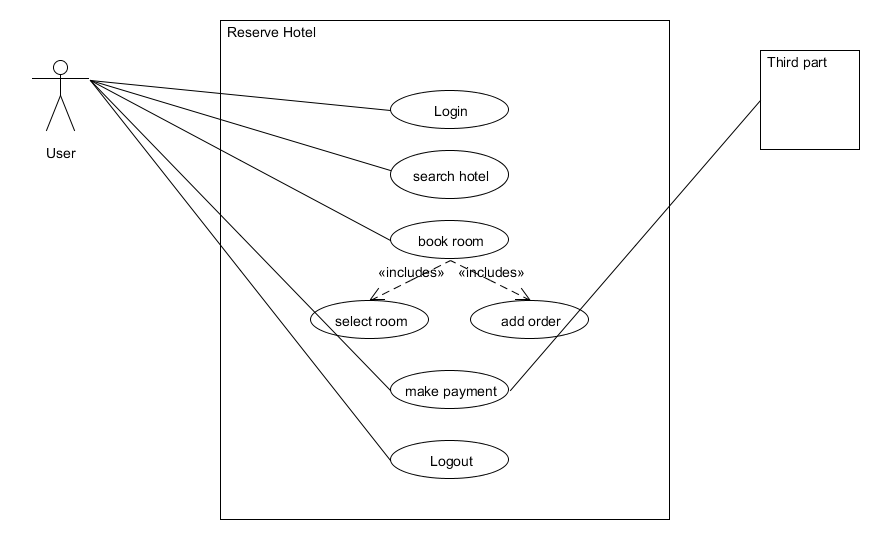 Reserve Hotel
Third part
User
Login
search hotel
book room
«includes» «includes»
select room
add order
make payment
Logout